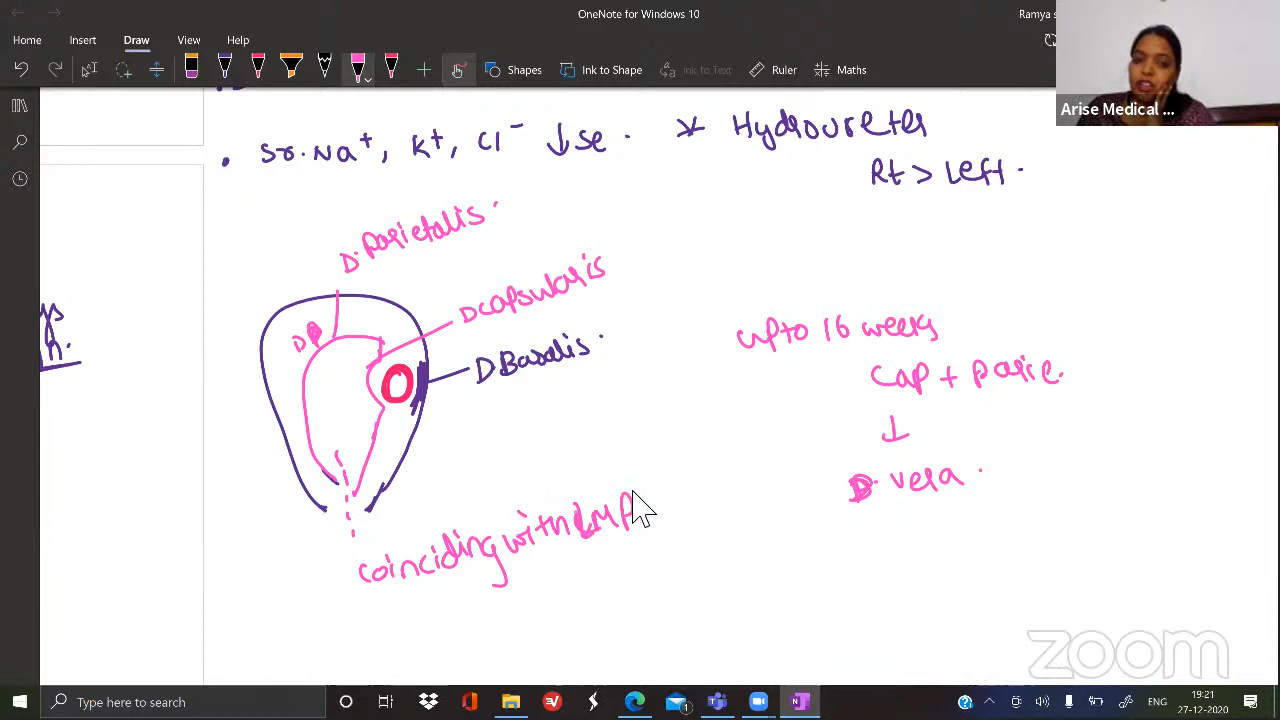 OneNote for Windows 10
Ramya s
Home Insert Draw View Help
Shapes Ink to Shape Ink to Text Ruler Maths
Arise Medical ...
• Sr. Na+, K+, Cl- ↓se .
* Hydroureter
Rt > Left .
D. Parietalis .
D capsularis
D Basalis .
DP
upto 16 weeks
Cap + parie.
↓
D. vera .
coinciding with LMP
zoom
Type here to search
ENG
19:21
27-12-2020